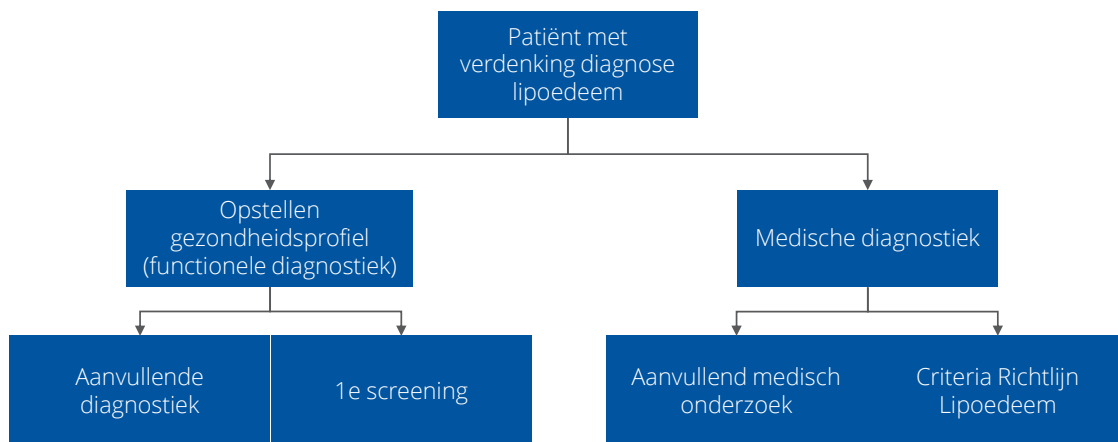 Patiënt met
verdenking diagnose
lipoedeem
Opstellen
gezondheidsprofiel
(functionele diagnostiek)
Medische diagnostiek
Aanvullende
diagnostiek
1e screening
Aanvullend medisch
onderzoek
Criteria Richtlijn
Lipoedeem